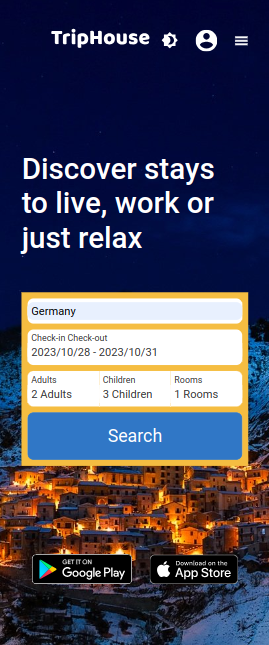 TripHouse
Discover stays
to live, work or
just relax
Germany
Check-in Check-out
2023/10/28 - 2023/10/31
Adults Children Rooms
2 Adults 3 Children 1 Rooms
Search
GET IT ON
Google Play
Download on the
App Store